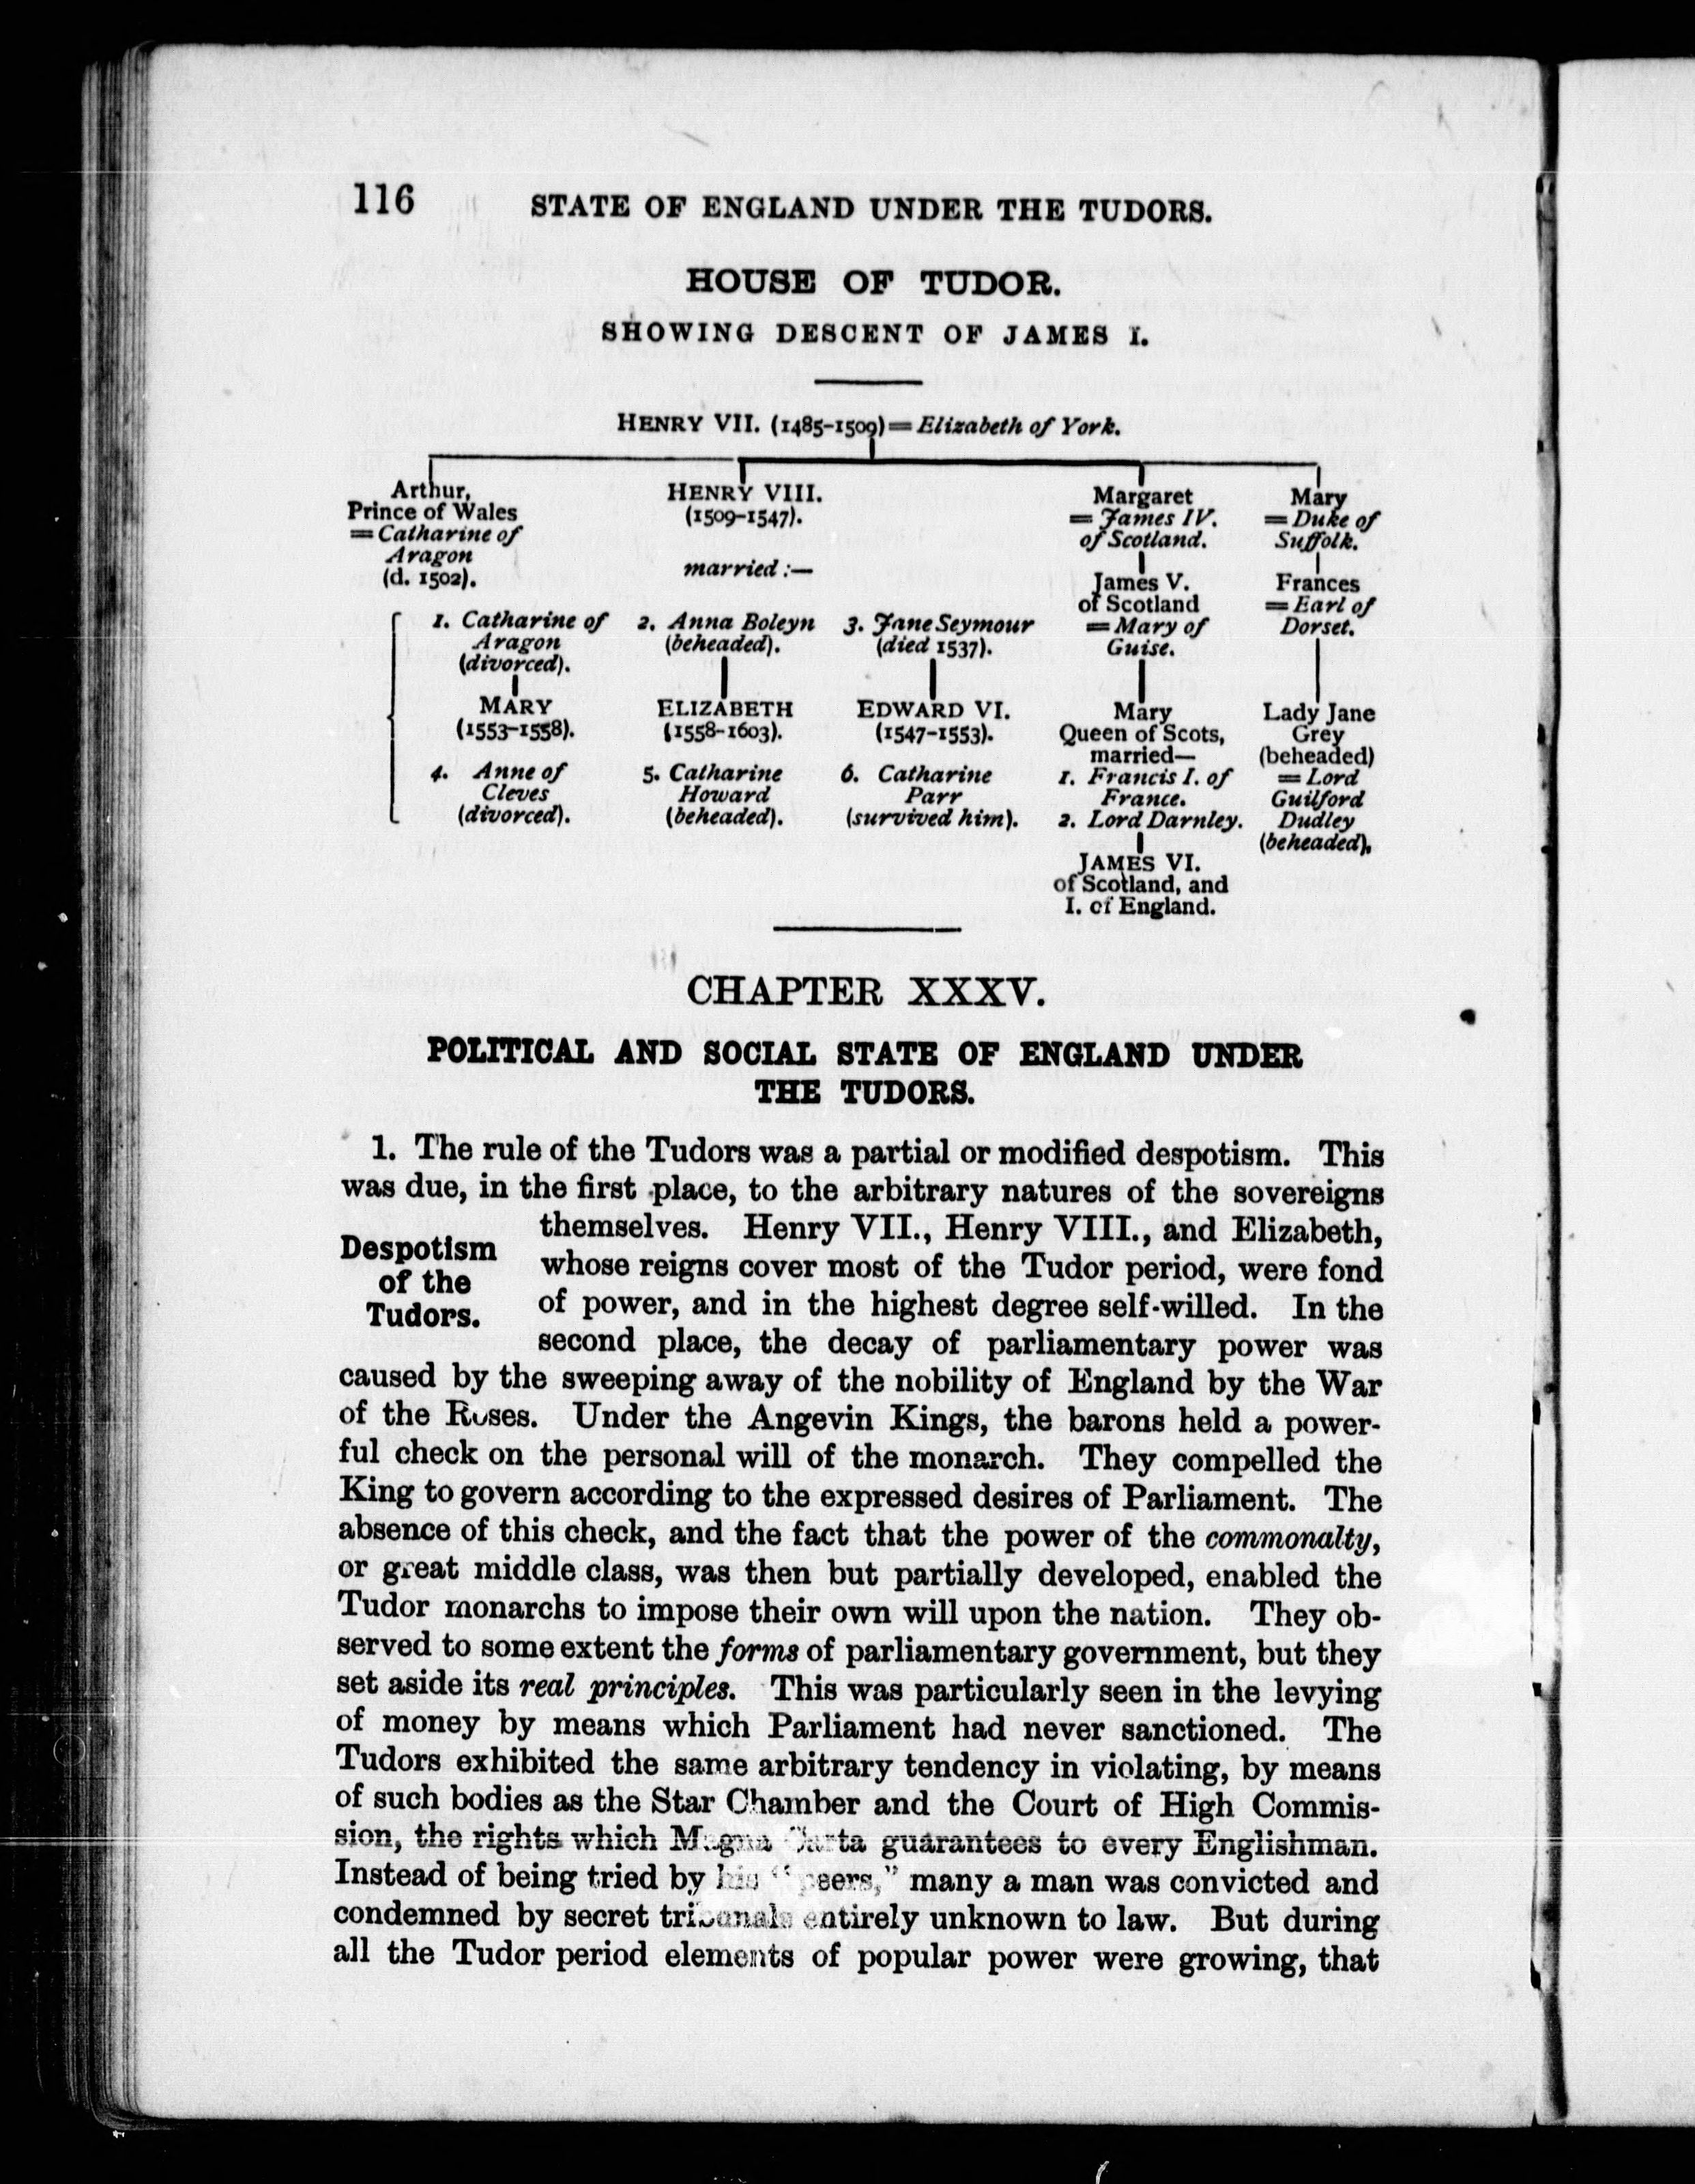 116 STATE OF ENGLAND UNDER THE TUDORS.
HOUSE OF TUDOR.
SHOWING DESCENT OF JAMES I.
HENRY VII. (1485-1509)=Elizabeth of York.
Arthur,
Prince of Wales
=Catharine of
Aragon
(d. 1502).
HENRY VIII.
(1509-1547).
married:—
1. Catharine of
Aragon
(divorced).
MARY
(1553-1558).
2. Anna Boleyn
(beheaded).
ELIZABETH
(1558-1603).
3. Jane Seymour
(died 1537).
EDWARD VI.
(1547-1553).
4. Anne of
Cleves
(divorced).
5. Catharine
Howard
(beheaded).
6. Catharine
Parr
(survived him).
Margaret
=James IV.
of Scotland.
James V.
of Scotland
=Mary of
Guise.
Mary
Queen of Scots,
married—
1. Francis I. of
France.
2. Lord Darnley.
JAMES VI.
of Scotland, and
I. of England.
Mary
=Duke of
Suffolk.
Frances
=Earl of
Dorset.
Lady Jane
Grey
(beheaded)
=Lord
Guilford
Dudley
(beheaded).
CHAPTER XXXV.
POLITICAL AND SOCIAL STATE OF ENGLAND UNDER
THE TUDORS.
1. The rule of the Tudors was a partial or modified despotism. This
was due, in the first place, to the arbitrary natures of the sovereigns
Despotism
of the
Tudors.
themselves. Henry VII., Henry VIII., and Elizabeth,
whose reigns cover most of the Tudor period, were fond
of power, and in the highest degree self-willed. In the
second place, the decay of parliamentary power was
caused by the sweeping away of the nobility of England by the War
of the Roses. Under the Angevin Kings, the barons held a power-
ful check on the personal will of the monarch. They compelled the
King to govern according to the expressed desires of Parliament. The
absence of this check, and the fact that the power of the commonalty,
or great middle class, was then but partially developed, enabled the
Tudor monarchs to impose their own will upon the nation. They ob-
served to some extent the forms of parliamentary government, but they
set aside its real principles. This was particularly seen in the levying
of money by means which Parliament had never sanctioned. The
Tudors exhibited the same arbitrary tendency in violating, by means
of such bodies as the Star Chamber and the Court of High Commis-
sion, the rights which Magna Carta guarantees to every Englishman.
Instead of being tried by his "peers," many a man was convicted and
condemned by secret tribunals entirely unknown to law. But during
all the Tudor period elements of popular power were growing, that